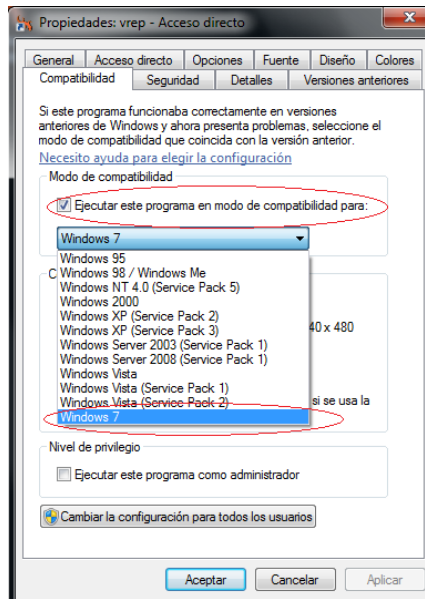 Propiedades: vrep - Acceso directo
General Acceso directo Opciones Fuente Diseño Colores
Compatibilidad Seguridad Detalles Versiones anteriores
Si este programa funcionaba correctamente en versiones
anteriores de Windows y ahora presenta problemas, seleccione el
modo de compatibilidad que coincida con la versión anterior.
Necesito ayuda para elegir la configuración
Modo de compatibilidad
Ejecutar este programa en modo de compatibilidad para:
Windows 7
Windows 95
C Windows 98 / Windows Me
Windows NT 4.0 (Service Pack 5)
Windows 2000
Windows XP (Service Pack 2)
Windows XP (Service Pack 3) 40 x 480
Windows Server 2003 (Service Pack 1)
Windows Server 2008 (Service Pack 1)
Windows Vista
Windows Vista (Service Pack 1)
Windows Vista (Service Pack 2) si se usa la
Windows 7
Nivel de privilegio
Ejecutar este programa como administrador
Cambiar la configuración para todos los usuarios
Aceptar Cancelar Aplicar